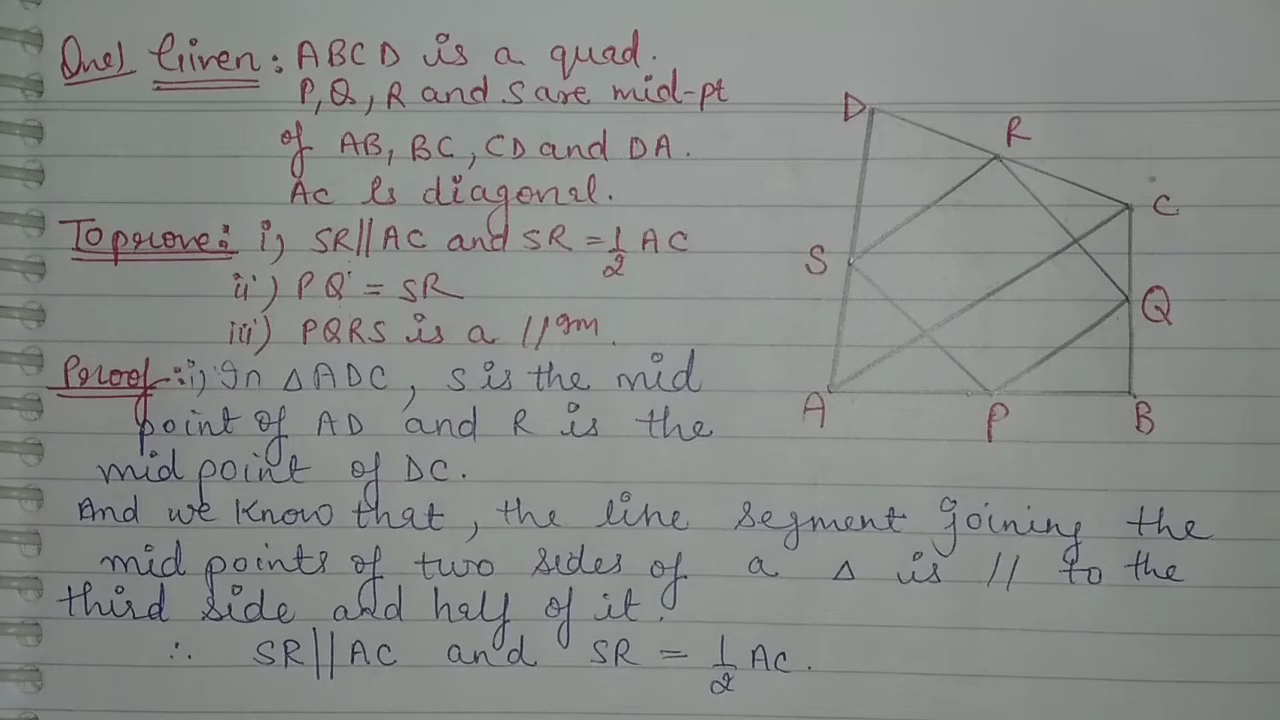 Que1 Given: ABCD is a quad.
P, Q, R and S are mid-pt
of AB, BC, CD and DA.
AC is diagonal.
To prove: i) SR || AC and SR = 1/2 AC
ii) PQ = SR
iii) PQRS is a ||gm.
Proof: i) In △ADC, S is the mid
point of AD and R is the
mid point of DC.
And we know that, the line segment joining the
mid points of two sides of a △ is // to the
third side and half of it.
∴ SR || AC and SR = 1/2 AC.
D
R
C
S
Q
A
P
B